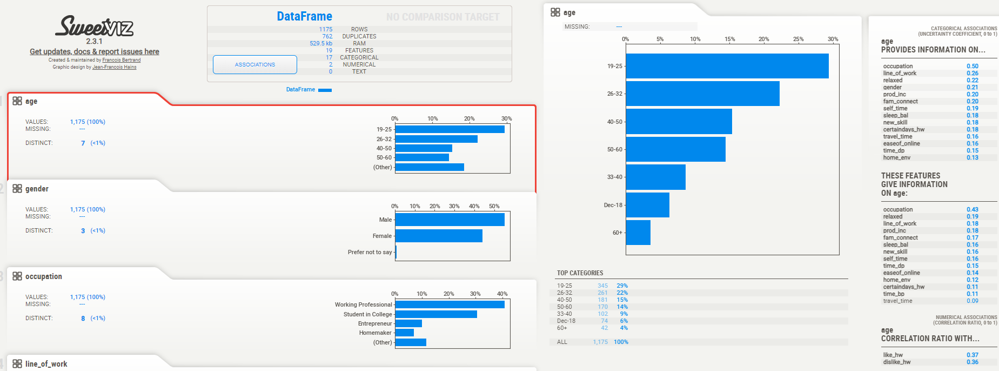 SweetVIZ
2.3.1
Get updates, docs & report issues here
Created & maintained by Francois Bertrand
Graphic design by Jean-Francois Hains
DataFrame NO COMPARISON TARGET
1175 ROWS
762 DUPLICATES
529.5 kb RAM
19 FEATURES
17 CATEGORICAL
2 NUMERICAL
0 TEXT
ASSOCIATIONS
DataFrame
1
age
VALUES: 1,175 (100%)
MISSING: ---
DISTINCT: 7 (<1%)
0% 10% 20% 30%
19-25
26-32
40-50
50-60
(Other)
2
gender
VALUES: 1,175 (100%)
MISSING: ---
DISTINCT: 3 (<1%)
0% 10% 20% 30% 40% 50%
Male
Female
Prefer not to say
3
occupation
VALUES: 1,175 (100%)
MISSING: ---
DISTINCT: 8 (<1%)
0% 10% 20% 30% 40%
Working Professional
Student in College
Entrepreneur
Homemaker
(Other)
4
line_of_work
age
MISSING: ---
0% 5% 10% 15% 20% 25% 30%
19-25
26-32
40-50
50-60
33-40
Dec-18
60+
TOP CATEGORIES
19-25 345 29%
26-32 261 22%
40-50 181 15%
50-60 170 14%
33-40 102 9%
Dec-18 74 6%
60+ 42 4%
ALL 1,175 100%
CATEGORICAL ASSOCIATIONS
(UNCERTAINTY COEFFICIENT, 0 to 1)
age
PROVIDES INFORMATION ON...
occupation 0.50
line_of_work 0.26
relaxed 0.22
gender 0.21
prod_inc 0.20
fam_connect 0.20
self_time 0.19
sleep_bal 0.18
new_skill 0.18
certaindays_hw 0.18
travel_time 0.16
easeof_online 0.16
time_dp 0.15
home_env 0.13
THESE FEATURES
GIVE INFORMATION
ON age:
occupation 0.43
relaxed 0.19
line_of_work 0.18
prod_inc 0.18
fam_connect 0.17
sleep_bal 0.16
new_skill 0.16
self_time 0.16
time_dp 0.15
easeof_online 0.14
home_env 0.12
certaindays_hw 0.11
time_bp 0.11
travel_time 0.09
NUMERICAL ASSOCIATIONS
(CORRELATION RATIO, 0 to 1)
age
CORRELATION RATIO WITH...
like_hw 0.37
dislike_hw 0.36